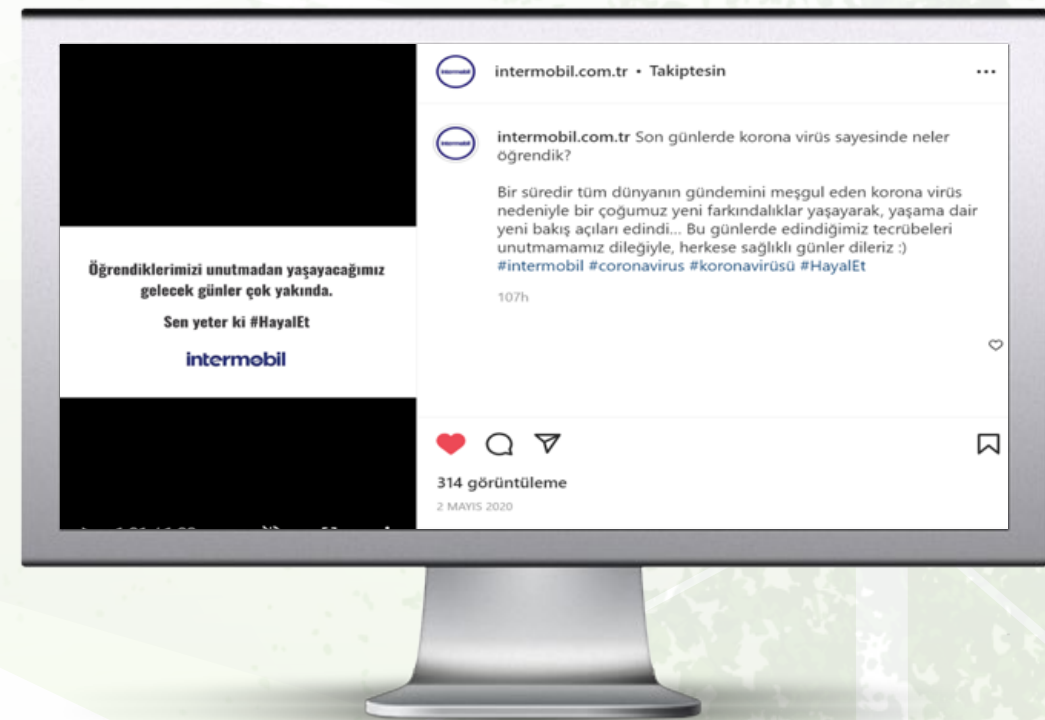 intermobil.com.tr • Takiptesin
intermobil.com.tr Son günlerde korona virüs sayesinde neler
öğrendik?
Bir süredir tüm dünyanın gündemini meşgul eden korona virüs
nedeniyle bir çoğumuz yeni farkındalıklar yaşayarak, yaşama dair
yeni bakış açıları edindi... Bu günlerde edindiğimiz tecrübeleri
unutmamamız dileğiyle, herkese sağlıklı günler dileriz :)
#intermobil #coronavirus #koronavirüsü #HayalEt
107h
Öğrendiklerimizi unutmadan yaşayacağımız
gelecek günler çok yakında.
Sen yeter ki #HayalEt
intermobil
314 görüntüleme
2 MAYIS 2020